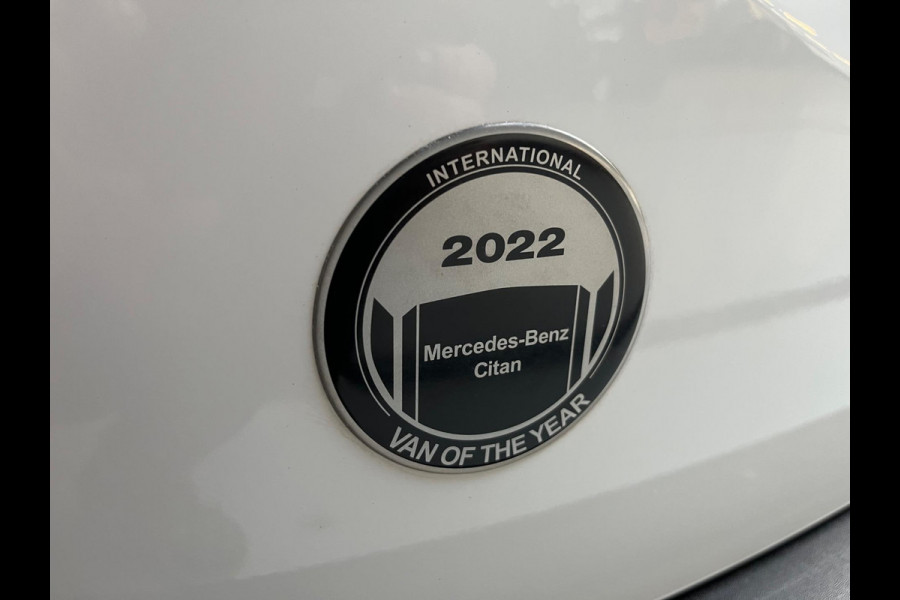 INTERNATIONAL
2022
Mercedes-Benz
Citan
VAN OF THE YEAR